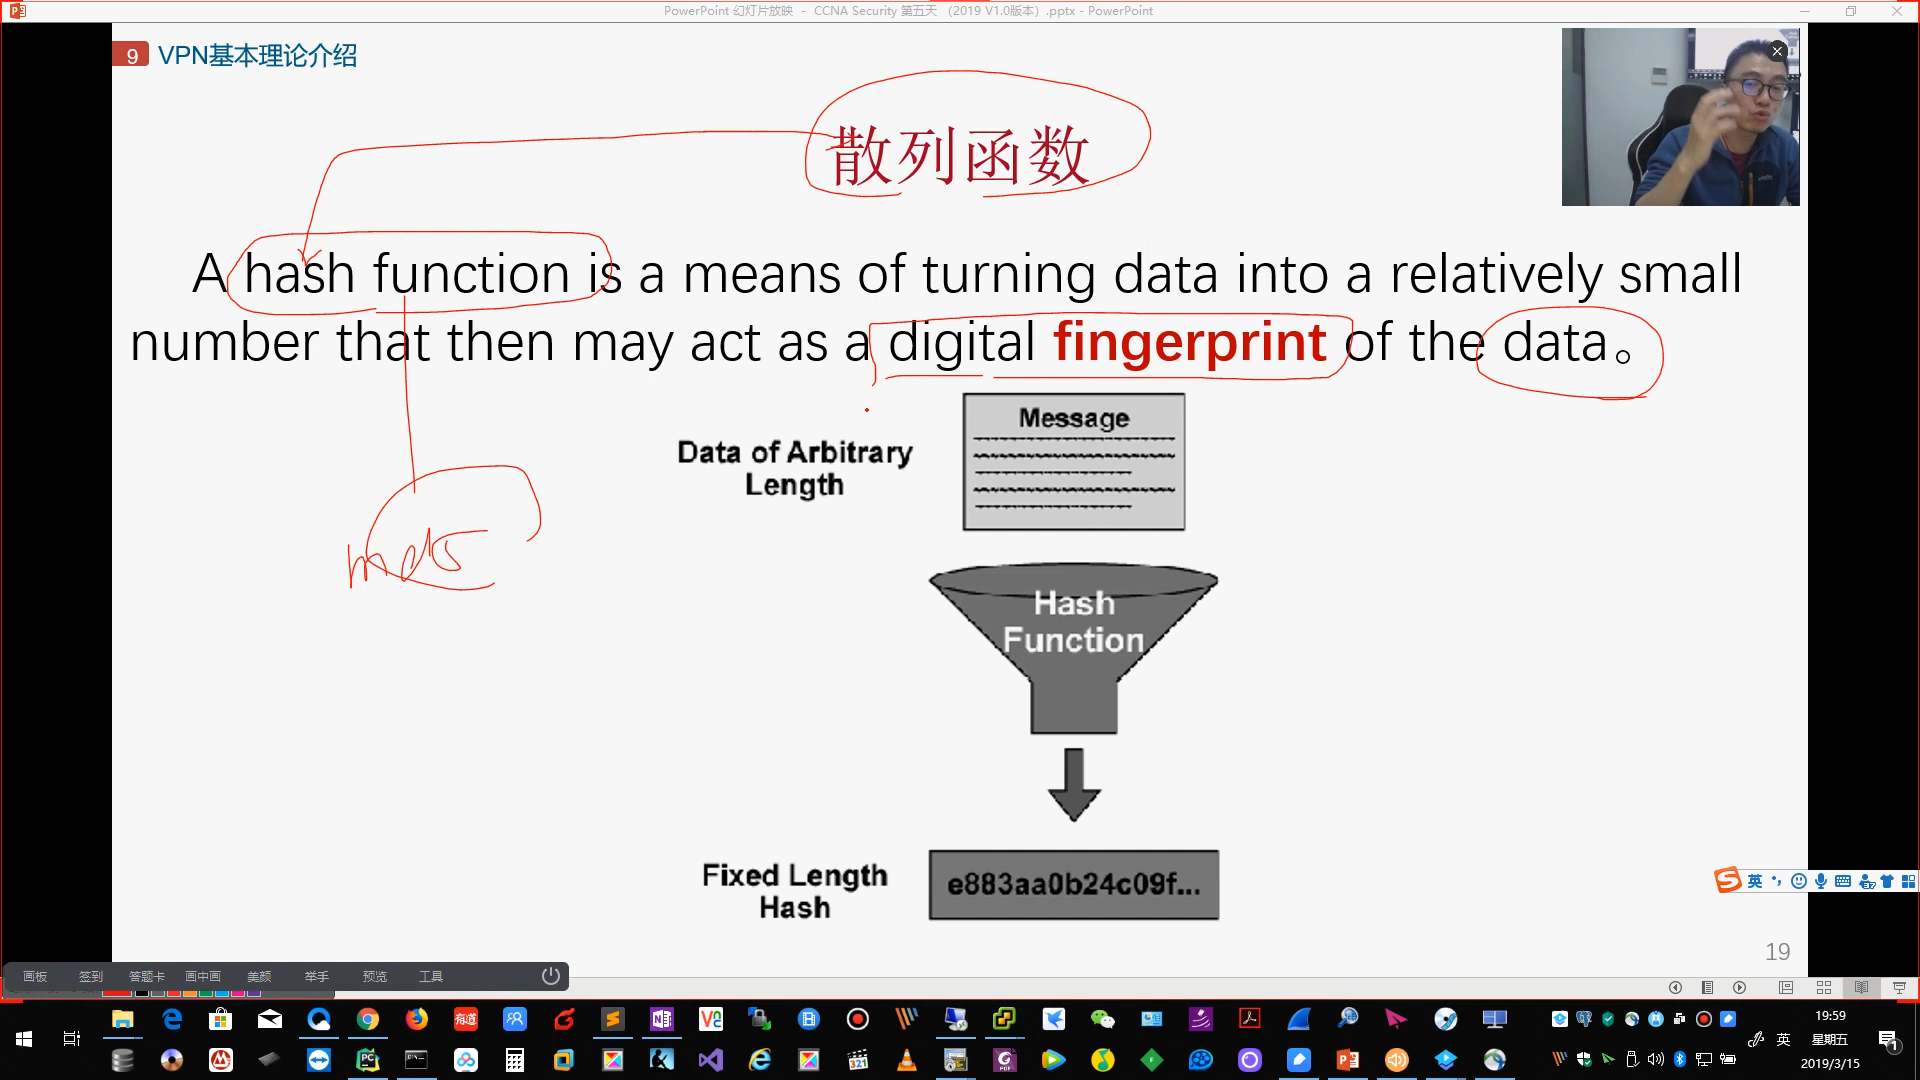 PowerPoint 幻灯片放映 - CCNA Security 第五天 （2019 V1.0版本）.pptx - PowerPoint
9 VPN基本理论介绍
散列函数
A hash function is a means of turning data into a relatively small
number that then may act as a digital fingerprint of the data。
Message
Data of Arbitrary
Length
md5
Hash
Function
Fixed Length
Hash
e883aa0b24c09f...
英
19
画板 签到 答题卡 画中画 美颜 举手 预览 工具
有道
19:59
英 星期五
2019/3/15